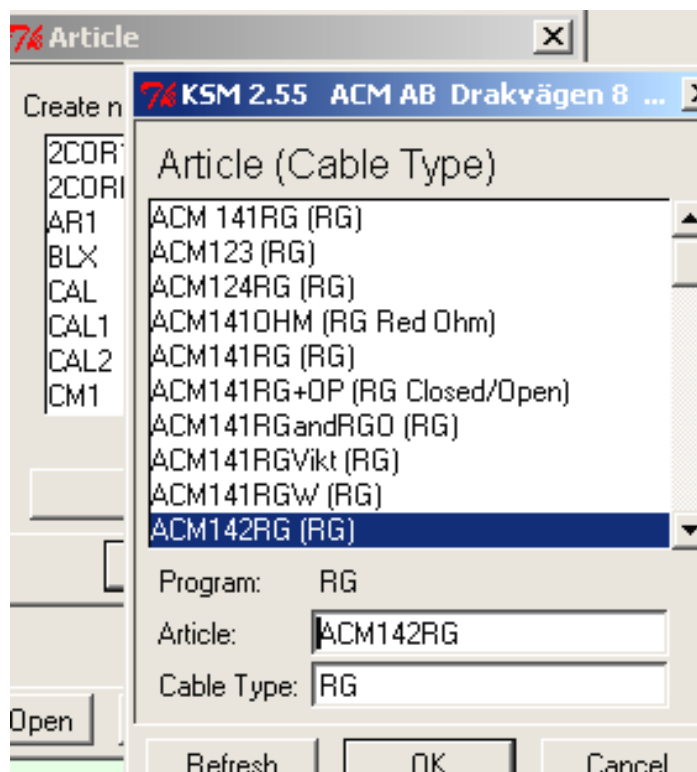 Article
Create n
2COR
2CORI
AR1
BLX
CAL
CAL1
CAL2
CM1
Open
KSM 2.55 ACM AB Drakvägen 8 ...
Article (Cable Type)
ACM 141RG (RG)
ACM123 (RG)
ACM124RG (RG)
ACM141OHM (RG Red Ohm)
ACM141RG (RG)
ACM141RG+OP (RG Closed/Open)
ACM141RGandRGO (RG)
ACM141RGVikt (RG)
ACM141RGW (RG)
ACM142RG (RG)
Program: RG
Article: ACM142RG
Cable Type: RG
Refresh OK Cancel